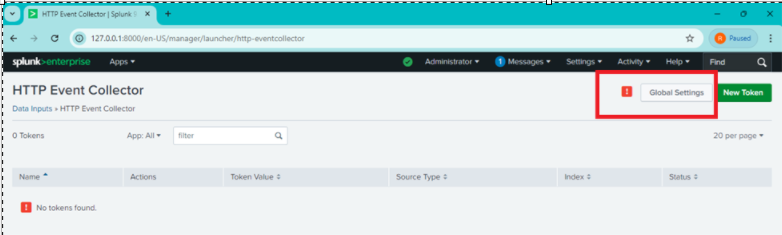 HTTP Event Collector | Splunk
127.0.0.1:8000/en-US/manager/launcher/http-eventcollector
Paused
splunk>enterprise Apps Administrator 1 Messages Settings Activity Help Find
HTTP Event Collector
! Global Settings New Token
Data Inputs » HTTP Event Collector
0 Tokens App: All filter 20 per page
Name Actions Token Value Source Type Index Status
! No tokens found.